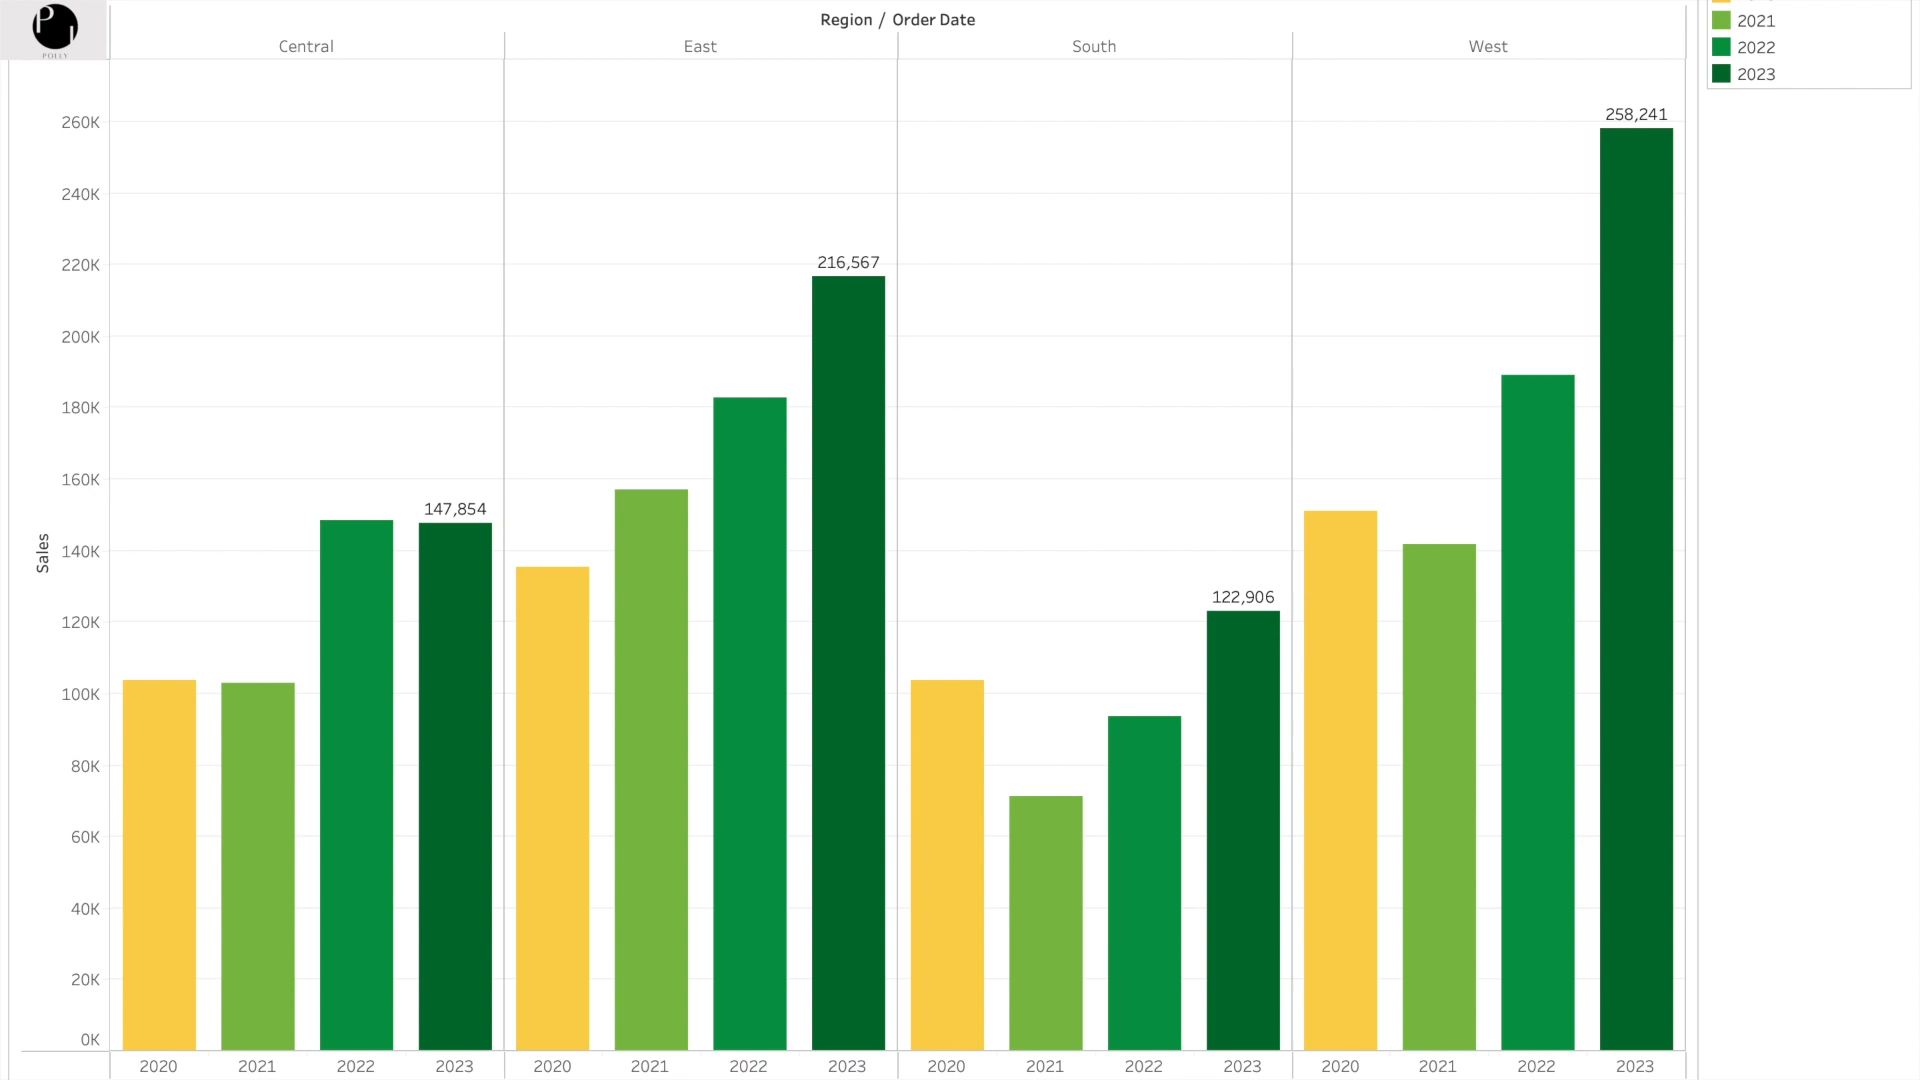 P
L
POLLY
Region / Order Date
Central
East
South
West
2021
2022
2023
Sales
260K
240K
220K
200K
180K
160K
140K
120K
100K
80K
60K
40K
20K
0K
147,854
216,567
122,906
258,241
2020 2021 2022 2023 2020 2021 2022 2023 2020 2021 2022 2023 2020 2021 2022 2023